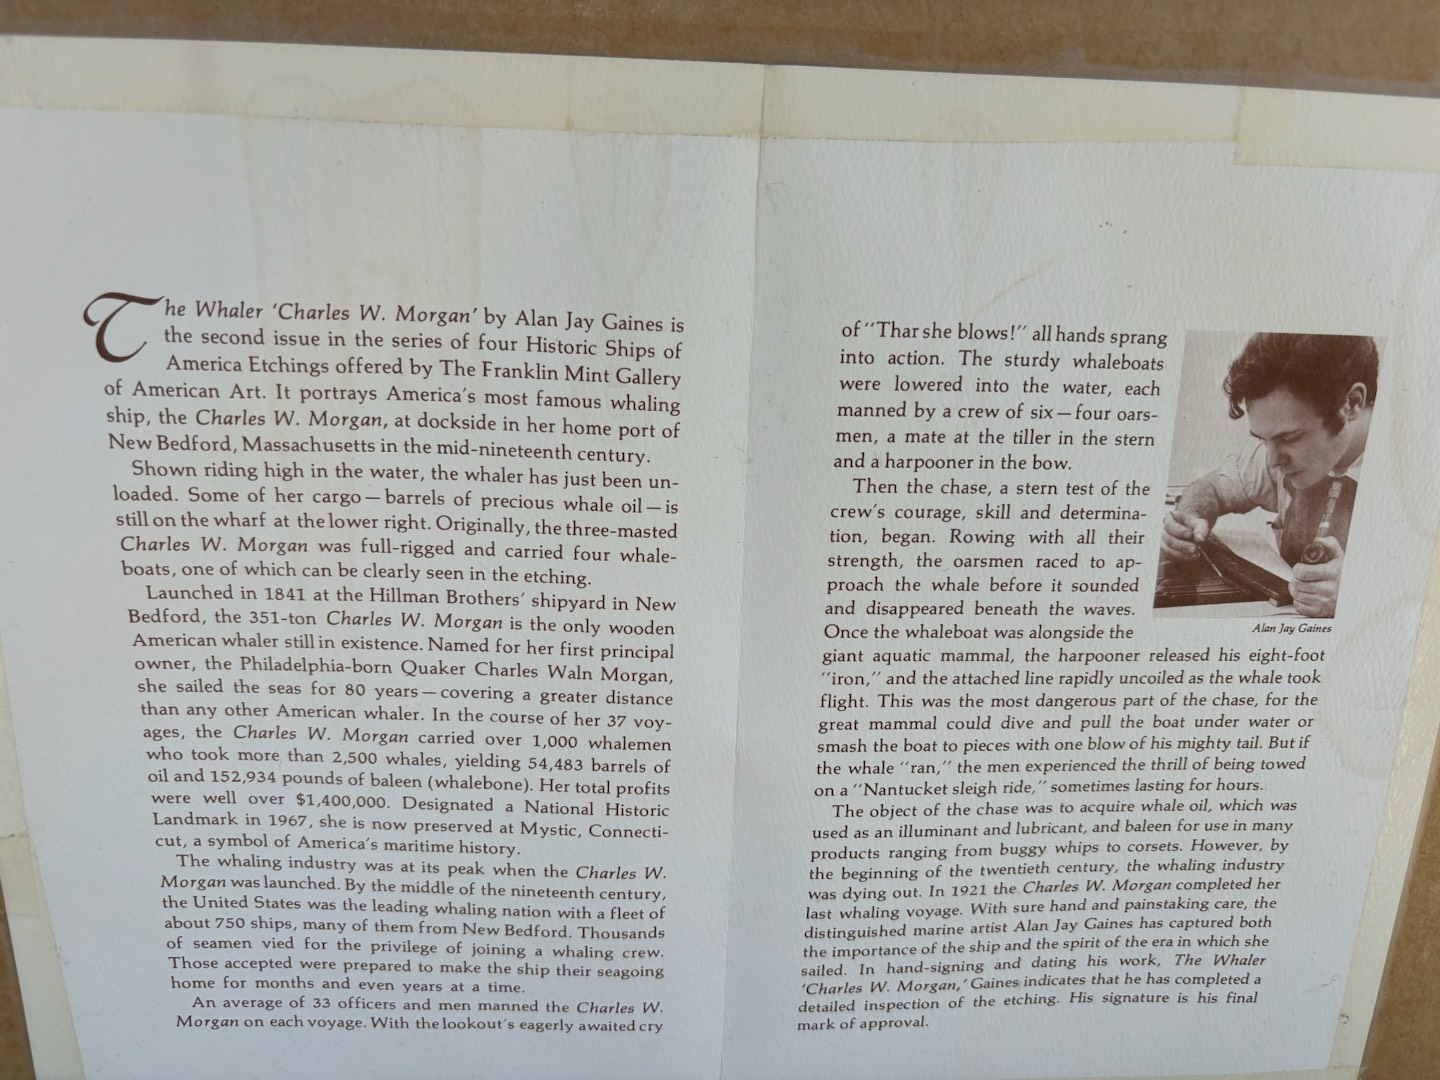 The Whaler ‘Charles W. Morgan’ by Alan Jay Gaines is
the second issue in the series of four Historic Ships of
America Etchings offered by The Franklin Mint Gallery
of American Art. It portrays America’s most famous whaling
ship, the Charles W. Morgan, at dockside in her home port of
New Bedford, Massachusetts in the mid-nineteenth century.
Shown riding high in the water, the whaler has just been un-
loaded. Some of her cargo — barrels of precious whale oil — is
still on the wharf at the lower right. Originally, the three-masted
Charles W. Morgan was full-rigged and carried four whale-
boats, one of which can be clearly seen in the etching.
Launched in 1841 at the Hillman Brothers’ shipyard in New
Bedford, the 351-ton Charles W. Morgan is the only wooden
American whaler still in existence. Named for her first principal
owner, the Philadelphia-born Quaker Charles Waln Morgan,
she sailed the seas for 80 years — covering a greater distance
than any other American whaler. In the course of her 37 voy-
ages, the Charles W. Morgan carried over 1,000 whalemen
who took more than 2,500 whales, yielding 54,483 barrels of
oil and 152,934 pounds of baleen (whalebone). Her total profits
were well over $1,400,000. Designated a National Historic
Landmark in 1967, she is now preserved at Mystic, Connecti-
cut, a symbol of America’s maritime history.
The whaling industry was at its peak when the Charles W.
Morgan was launched. By the middle of the nineteenth century,
the United States was the leading whaling nation with a fleet of
about 750 ships, many of them from New Bedford. Thousands
of seamen vied for the privilege of joining a whaling crew.
Those accepted were prepared to make the ship their seagoing
home for months and even years at a time.
An average of 33 officers and men manned the Charles W.
Morgan on each voyage. With the lookout’s eagerly awaited cry
of “Thar she blows!” all hands sprang
into action. The sturdy whaleboats
were lowered into the water, each
manned by a crew of six — four oars-
men, a mate at the tiller in the stern
and a harpooner in the bow.
Then the chase, a stern test of the
crew’s courage, skill and determina-
tion, began. Rowing with all their
strength, the oarsmen raced to ap-
proach the whale before it sounded
and disappeared beneath the waves.
Once the whaleboat was alongside the
giant aquatic mammal, the harpooner released his eight-foot
“iron,” and the attached line rapidly uncoiled as the whale took
flight. This was the most dangerous part of the chase, for the
great mammal could dive and pull the boat under water or
smash the boat to pieces with one blow of his mighty tail. But if
the whale “ran,” the men experienced the thrill of being towed
on a “Nantucket sleigh ride,” sometimes lasting for hours.
The object of the chase was to acquire whale oil, which was
used as an illuminant and lubricant, and baleen for use in many
products ranging from buggy whips to corsets. However, by
the beginning of the twentieth century, the whaling industry
was dying out. In 1921 the Charles W. Morgan completed her
last whaling voyage. With sure hand and painstaking care, the
distinguished marine artist Alan Jay Gaines has captured both
the importance of the ship and the spirit of the era in which she
sailed. In hand-signing and dating his work, The Whaler
‘Charles W. Morgan,’ Gaines indicates that he has completed a
detailed inspection of the etching. His signature is his final
mark of approval.
Alan Jay Gaines